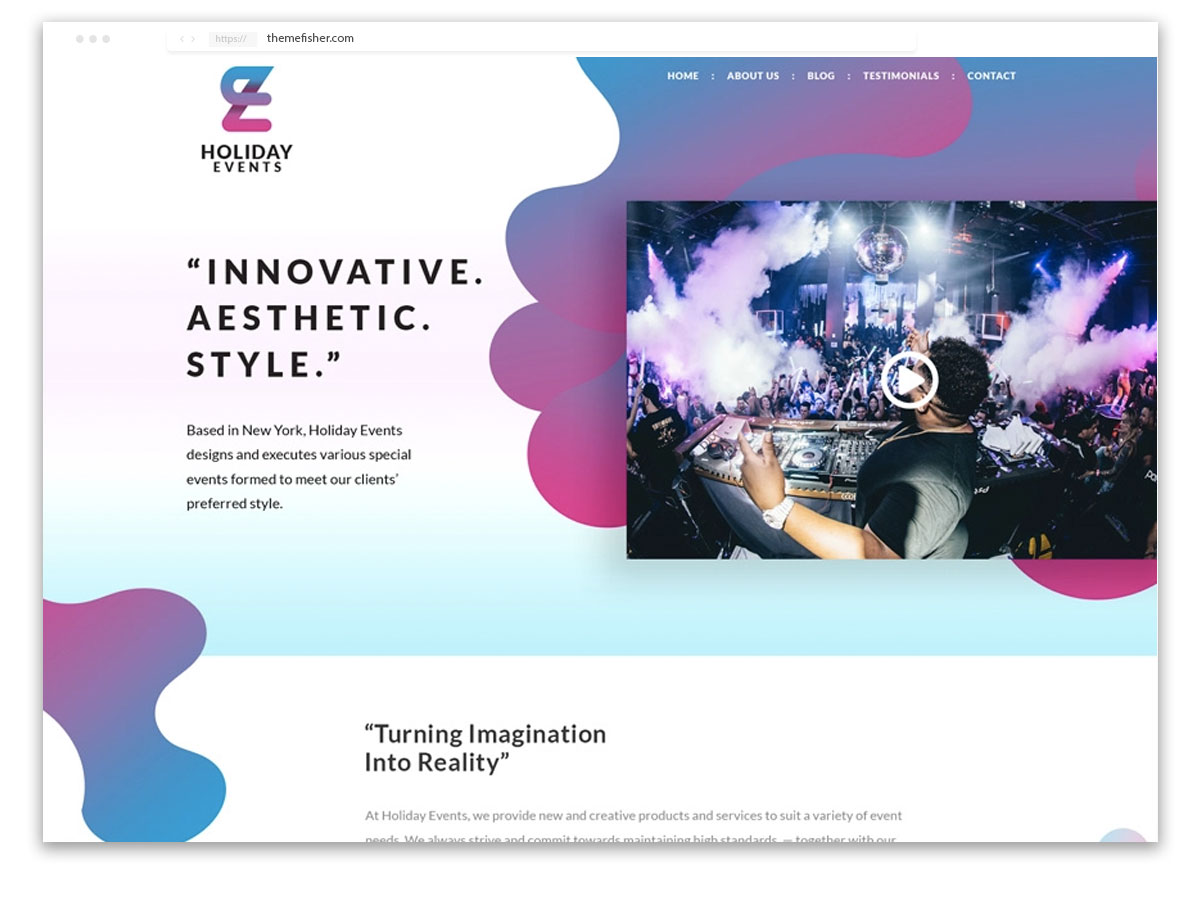 https:// themefisher.com
HOME : ABOUT US : BLOG : TESTIMONIALS : CONTACT
HOLIDAY
EVENTS
“INNOVATIVE.
AESTHETIC.
STYLE.”
Based in New York, Holiday Events
designs and executes various special
events formed to meet our clients’
preferred style.
“Turning Imagination
Into Reality”
At Holiday Events, we provide new and creative products and services to suit a variety of event
needs. We always strive and commit towards maintaining high standards — together with our